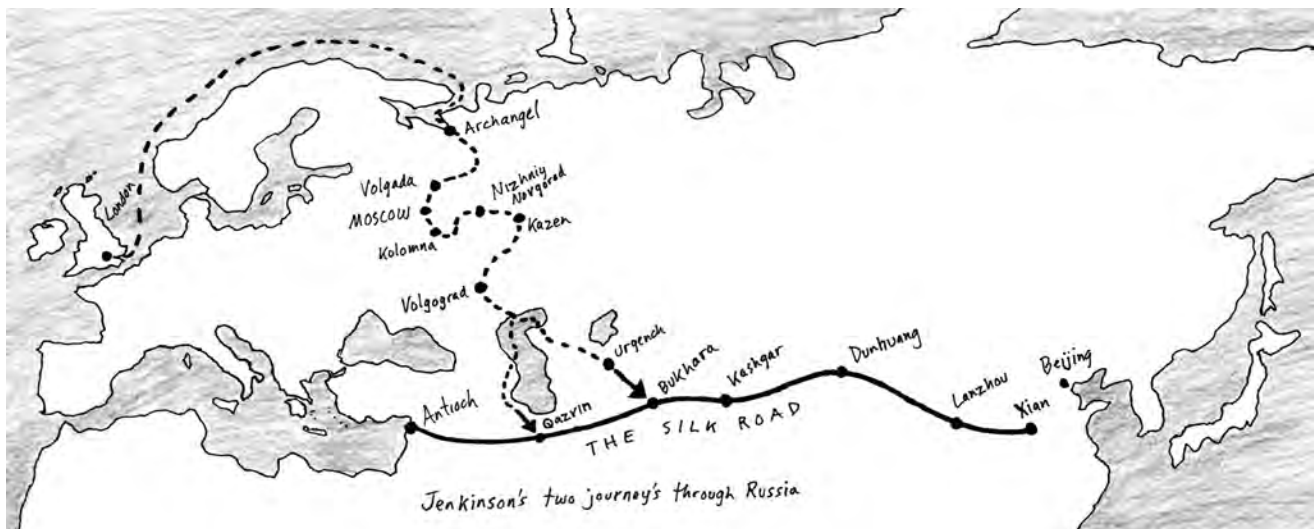 Archangel
London
Volgada
Nizhniy
Novgorod
MOSCOW
Kazen
Kolomna
Volgograd
Urgench
Bukhara
Kashgar
Dunhuang
Beijing
Lanzhou
Xian
Antioch
Qazvin
THE SILK ROAD
Jenkinson's two journey's through Russia